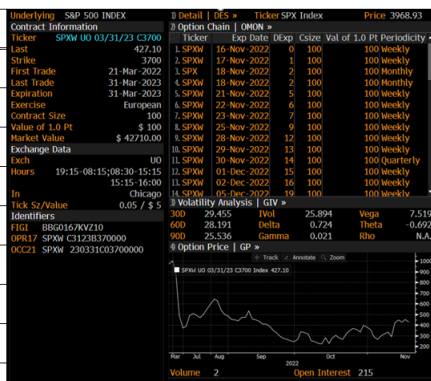 Underlying S&P 500 INDEX
Contract Information
Ticker SPXW UO 03/31/23 C3700
Last 427.10
Strike 3700
First Trade 21-Mar-2022
Last Trade 31-Mar-2023
Expiration 31-Mar-2023
Exercise European
Contract Size 100
Value of 1.0 Pt $ 100
Market Value $ 42710.00
Exchange Data
Exch UO
Hours 19:15-08:15;08:30-15:15
15:15-16:00
In Chicago
Tick Sz/Value 0.05 / $ 5
Identifiers
FIGI BBG0167KVZ10
OPR17 SPXW C3123B370000
OCC21 SPXW 230331C03700000
1) Detail | DES » Ticker SPX Index Price 3968.93
2) Option Chain | OMON »
Ticker Exp Date DExp Csize Val of 1.0 Pt Periodicity
1. SPXW 16-Nov-2022 0 100 100 Weekly
2. SPXW 17-Nov-2022 1 100 100 Weekly
3. SPX 18-Nov-2022 2 100 100 Monthly
4. SPXW 18-Nov-2022 2 100 100 Monthly
5. SPXW 21-Nov-2022 5 100 100 Weekly
6. SPXW 22-Nov-2022 6 100 100 Weekly
7. SPXW 23-Nov-2022 7 100 100 Weekly
8. SPXW 25-Nov-2022 9 100 100 Weekly
9. SPXW 28-Nov-2022 12 100 100 Weekly
10. SPXW 29-Nov-2022 13 100 100 Weekly
11. SPXW 30-Nov-2022 14 100 100 Quarterly
12. SPXW 01-Dec-2022 15 100 100 Weekly
13. SPXW 02-Dec-2022 16 100 100 Weekly
14. SPXW 05-Dec-2022 19 100 100 Weekly
3) Volatility Analysis | GIV »
30D 29.455 IVol 25.894 Vega 7.519
60D 28.191 Delta 0.724 Theta -0.692
90D 25.536 Gamma 0.021 Rho N.A.
4) Option Price | GP »
Track Annotate Zoom
SPXW UO 03/31/23 C3700 Index 427.10
1000
900
800
700
600
500
400
300
200
Mar Jul Aug Sep Oct Nov
2022
Volume 2 Open Interest 215